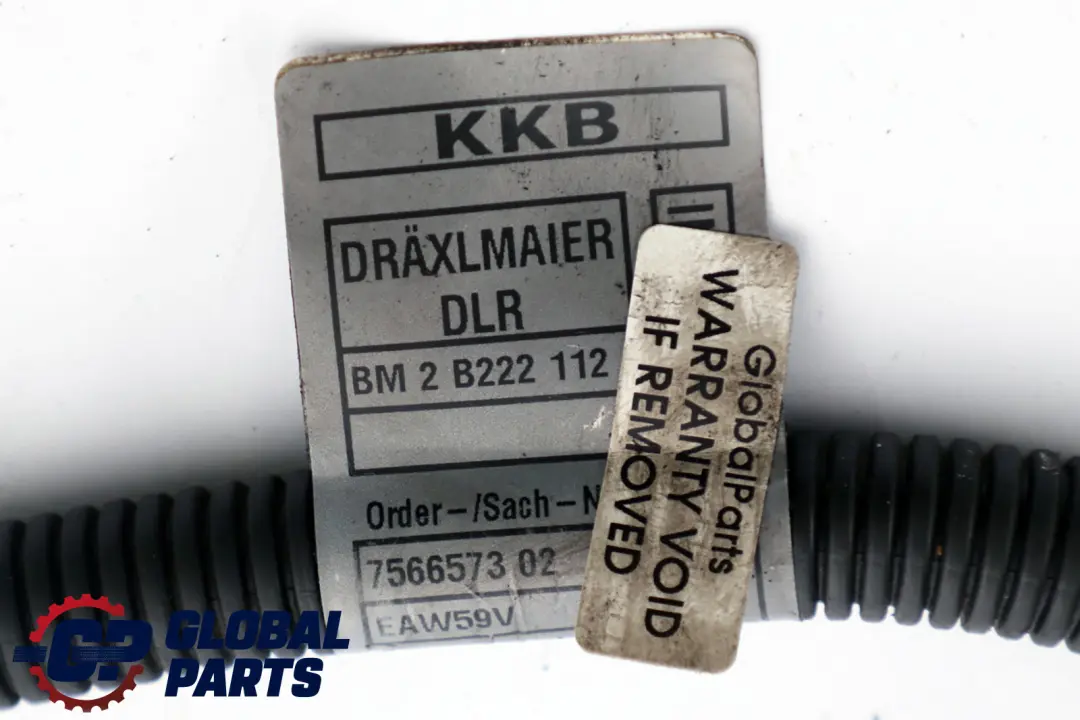 KKB
DRÄXLMAIER
DLR
BM 2 B222 112
Order-/Sach-N
7566573 02
EAW59V
GlobalParts
WARRANTY VOID
IF REMOVED
GP GLOBAL
PARTS